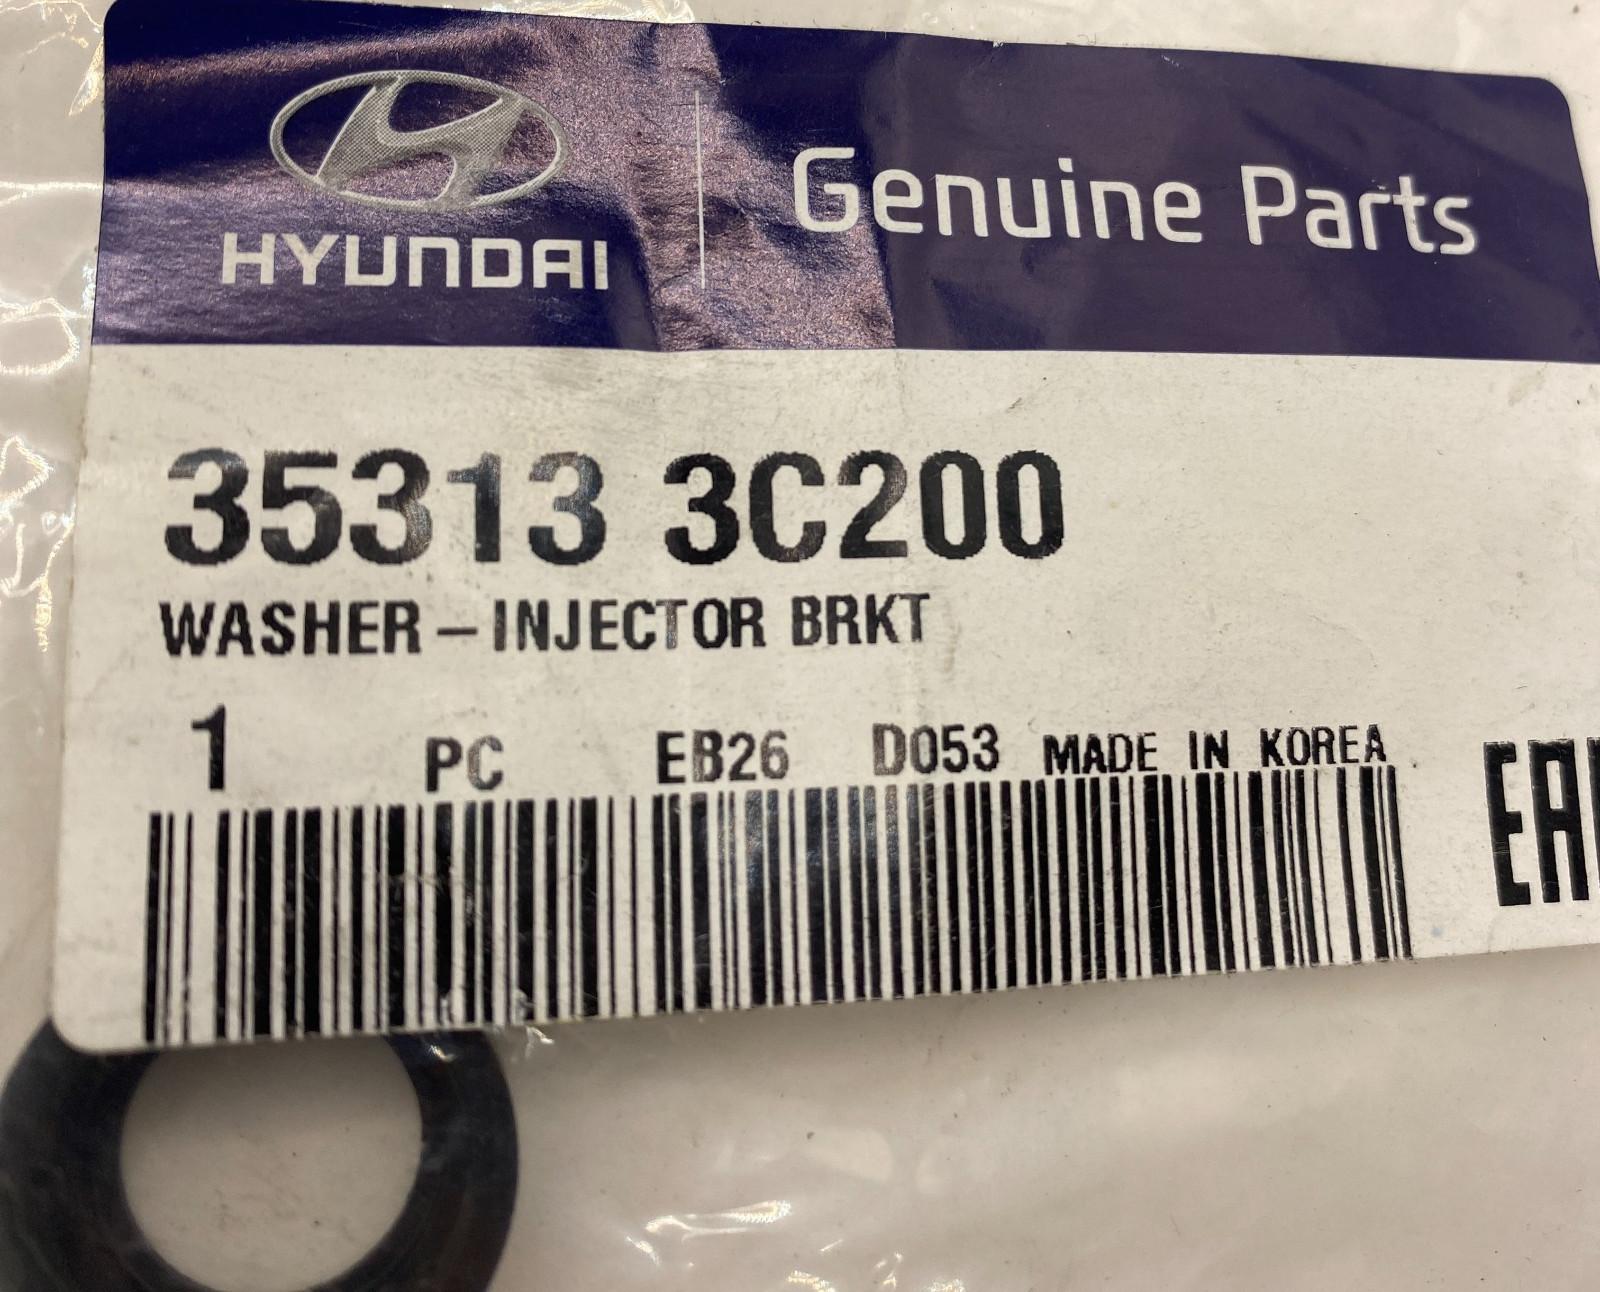 HYUNDAI
Genuine Parts
35313 3C200
WASHER-INJECTOR BRKT
1 PC EB26 D053 MADE IN KOREA